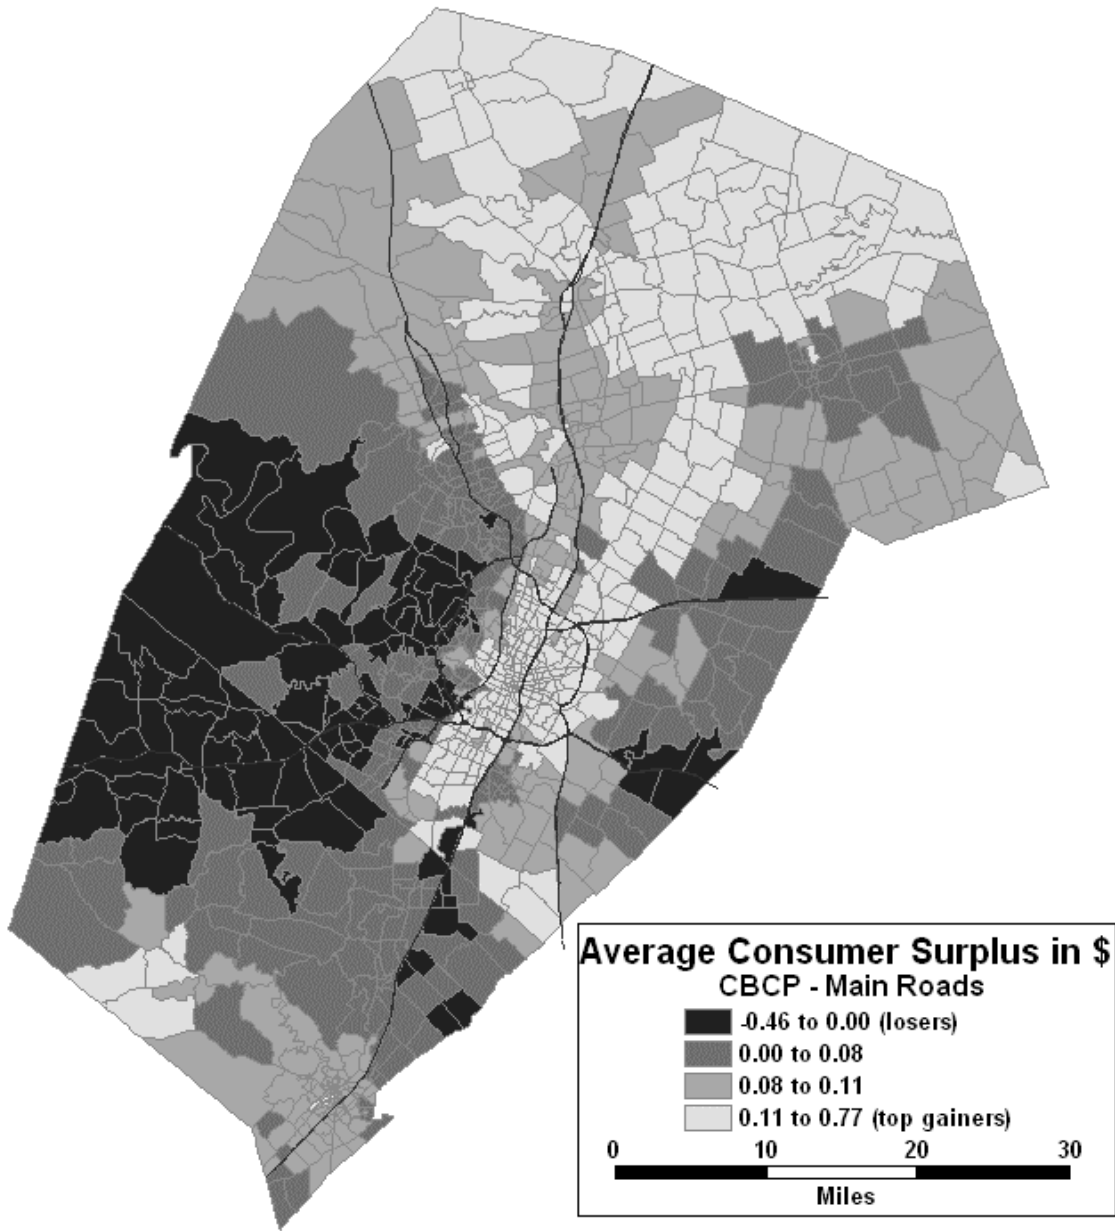 Average Consumer Surplus in $
CBCP - Main Roads
-0.46 to 0.00 (losers)
0.00 to 0.08
0.08 to 0.11
0.11 to 0.77 (top gainers)
0 10 20 30
Miles